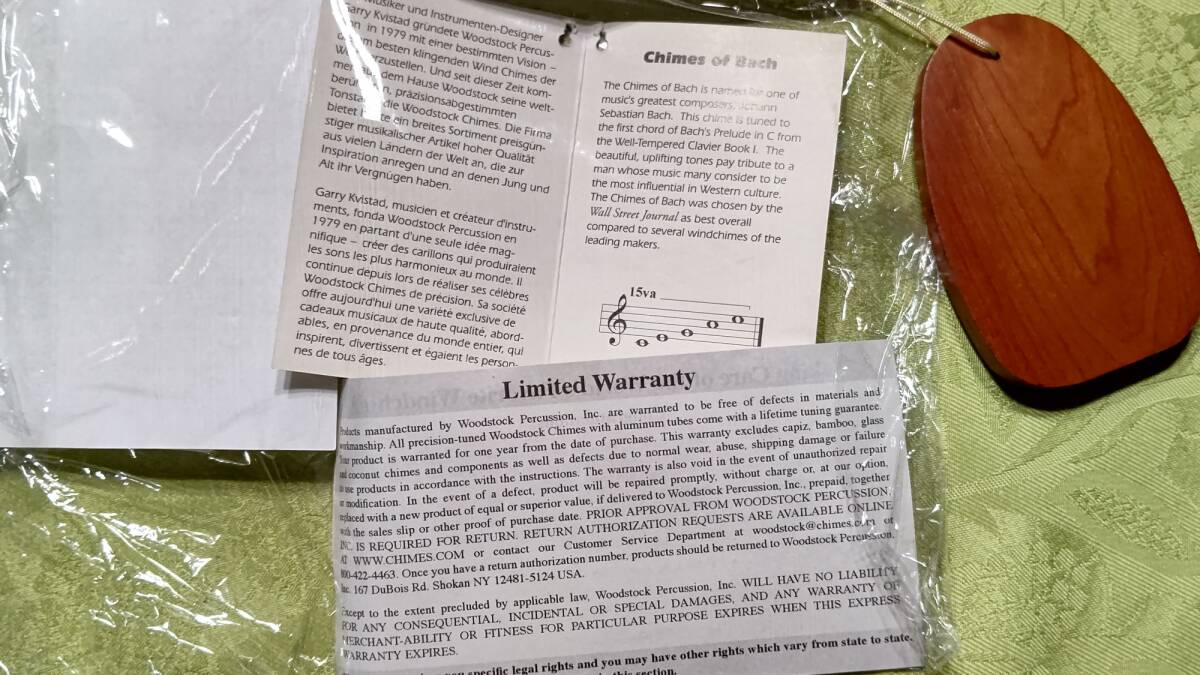 Musiker und Instrumenten-Designer
Garry Kvistad gründete Woodstock Percus-
in 1979 mit einer bestimmten Vision –
besten klingenden Wind Chimes der
herzustellen. Und seit dieser Zeit kom-
dem Hause Woodstock seine welt-
präzisionsabgestimmten
die Woodstock Chimes. Die Firma
bietet ein breites Sortiment preisgün-
stiger musikalischer Artikel hoher Qualität
aus vielen Ländern der Welt an, die zur
Inspiration anregen und an denen Jung und
Alt ihr Vergnügen haben.
Garry Kvistad, musicien et créateur d'instru-
ments, fonda Woodstock Percussion en
1979 en partant d'une seule idée mag-
nifique – créer des carillons qui produiraient
les sons les plus harmonieux au monde. Il
continue depuis lors de réaliser ses célèbres
Woodstock Chimes de précision. Sa société
offre aujourd'hui une variété exclusive de
cadeaux musicaux de haute qualité, abord-
ables, en provenance du monde entier, qui
inspirent, divertissent et égaient les person-
nes de tous âges.
Chimes of Bach
The Chimes of Bach is named for one of
music's greatest composers, Johann
Sebastian Bach. This chime is tuned to
the first chord of Bach's Prelude in C from
the Well-Tempered Clavier Book I. The
beautiful, uplifting tones pay tribute to a
man whose music many consider to be
the most influential in Western culture.
The Chimes of Bach was chosen by the
Wall Street Journal as best overall
compared to several windchimes of the
leading makers.
15va
Limited Warranty
Products manufactured by Woodstock Percussion, Inc. are warranted to be free of defects in materials and
workmanship. All precision-tuned Woodstock Chimes with aluminum tubes come with a lifetime tuning guarantee.
Your product is warranted for one year from the date of purchase. This warranty excludes capiz, bamboo, glass
and coconut chimes and components as well as defects due to normal wear, abuse, shipping damage or failure
to use products in accordance with the instructions. The warranty is also void in the event of unauthorized repair
or modification. In the event of a defect, product will be repaired promptly, without charge or, at our option,
replaced with a new product of equal or superior value, if delivered to Woodstock Percussion, Inc., prepaid, together
with the sales slip or other proof of purchase date. PRIOR APPROVAL FROM WOODSTOCK PERCUSSION,
INC. IS REQUIRED FOR RETURN. RETURN AUTHORIZATION REQUESTS ARE AVAILABLE ONLINE
AT WWW.CHIMES.COM or contact our Customer Service Department at woodstock@chimes.com or
800-422-4463. Once you have a return authorization number, products should be returned to Woodstock Percussion,
Inc. 167 DuBois Rd. Shokan NY 12481-5124 USA.
Except to the extent precluded by applicable law, Woodstock Percussion, Inc. WILL HAVE NO LIABILITY
FOR ANY CONSEQUENTIAL, INCIDENTAL OR SPECIAL DAMAGES, AND ANY WARRANTY OF
MERCHANT-ABILITY OR FITNESS FOR PARTICULAR PURPOSE EXPIRES WHEN THIS EXPRESS
WARRANTY EXPIRES.
you specific legal rights and you may have other rights which vary from state to state.
in this section.